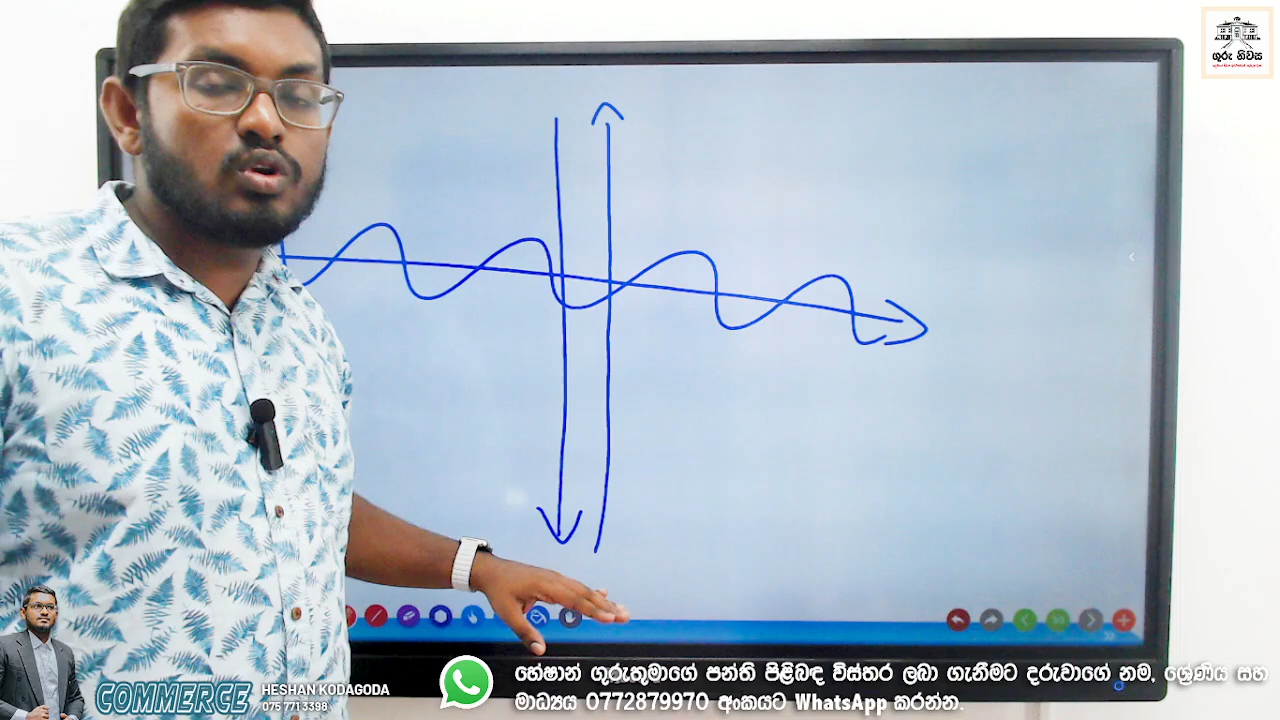 ගුරු නිවස
COMMERCE
HESHAN KODAGODA
075 771 3398
හේෂාන් ගුරුතුමාගේ පන්ති පිළිබඳ විස්තර ලබා ගැනීමට දරුවාගේ නම, ශ්‍රේණිය සහ
මාධ්‍යය 0772879970 අංකයට WhatsApp කරන්න.